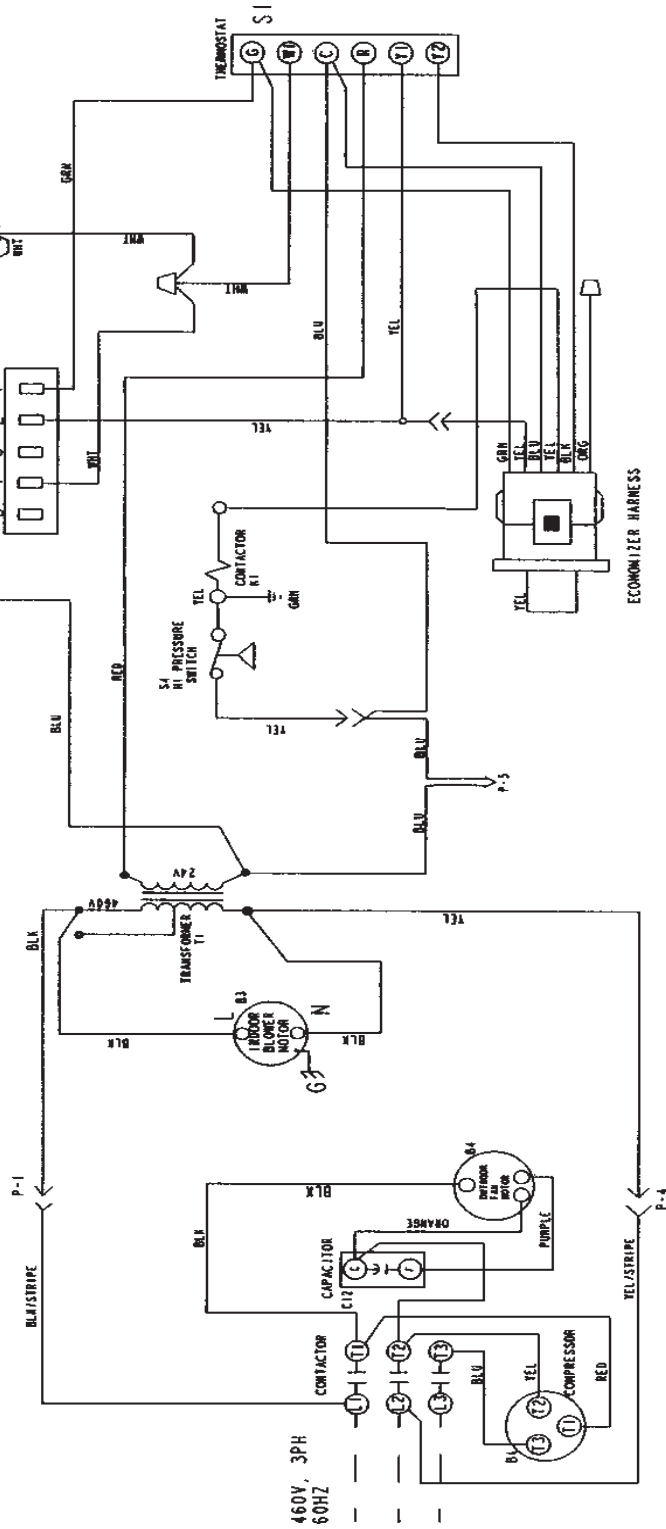 S1
THERMOSTAT
G
W1
C
R
Y1
Y2
GRN
WHT
WHT
WHT
WHT
BLU
YEL
YEL
CONTACTOR
K1
YEL
GRN
S4
HI PRESSURE
SWITCH
YEL
GRN
YEL
BLU
YEL
BLK
ORG
YEL
ECONOMIZER HARNESS
BLU
RED
BLU
BLU
P-5
24V
460V
TRANSFORMER
T1
BLK
YEL
BLK
L
B3
INDOOR
BLOWER
MOTOR
N
BLK
G
P-1
P-4
BLK/STRIPE
YEL/STRIPE
BLK
BLK
B4
OUTDOOR
FAN
MOTOR
ORANGE
PURPLE
CAPACITOR
C12
C
F
CONTACTOR
L1
T1
L2
T2
L3
T3
BLU
YEL
RED
COMPRESSOR
T2
T3
T1
460V, 3PH
60HZ